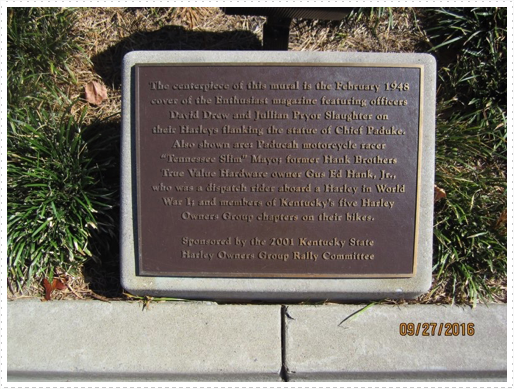 The centerpiece of this mural is the February 1948
cover of the Enthusiast magazine featuring officers
David Drew and Jullian Pryor Slaughter on
their Harleys flanking the statue of Chief Paduke.
Also shown are: Paducah motorcycle racer
"Tennessee Slim" Mayo; former Hank Brothers
True Value Hardware owner Gus Ed Hank, Jr.,
who was a dispatch rider aboard a Harley in World
War I; and members of Kentucky's five Harley
Owners Group chapters on their bikes.
Sponsored by the 2001 Kentucky State
Harley Owners Group Rally Committee
09/27/2016